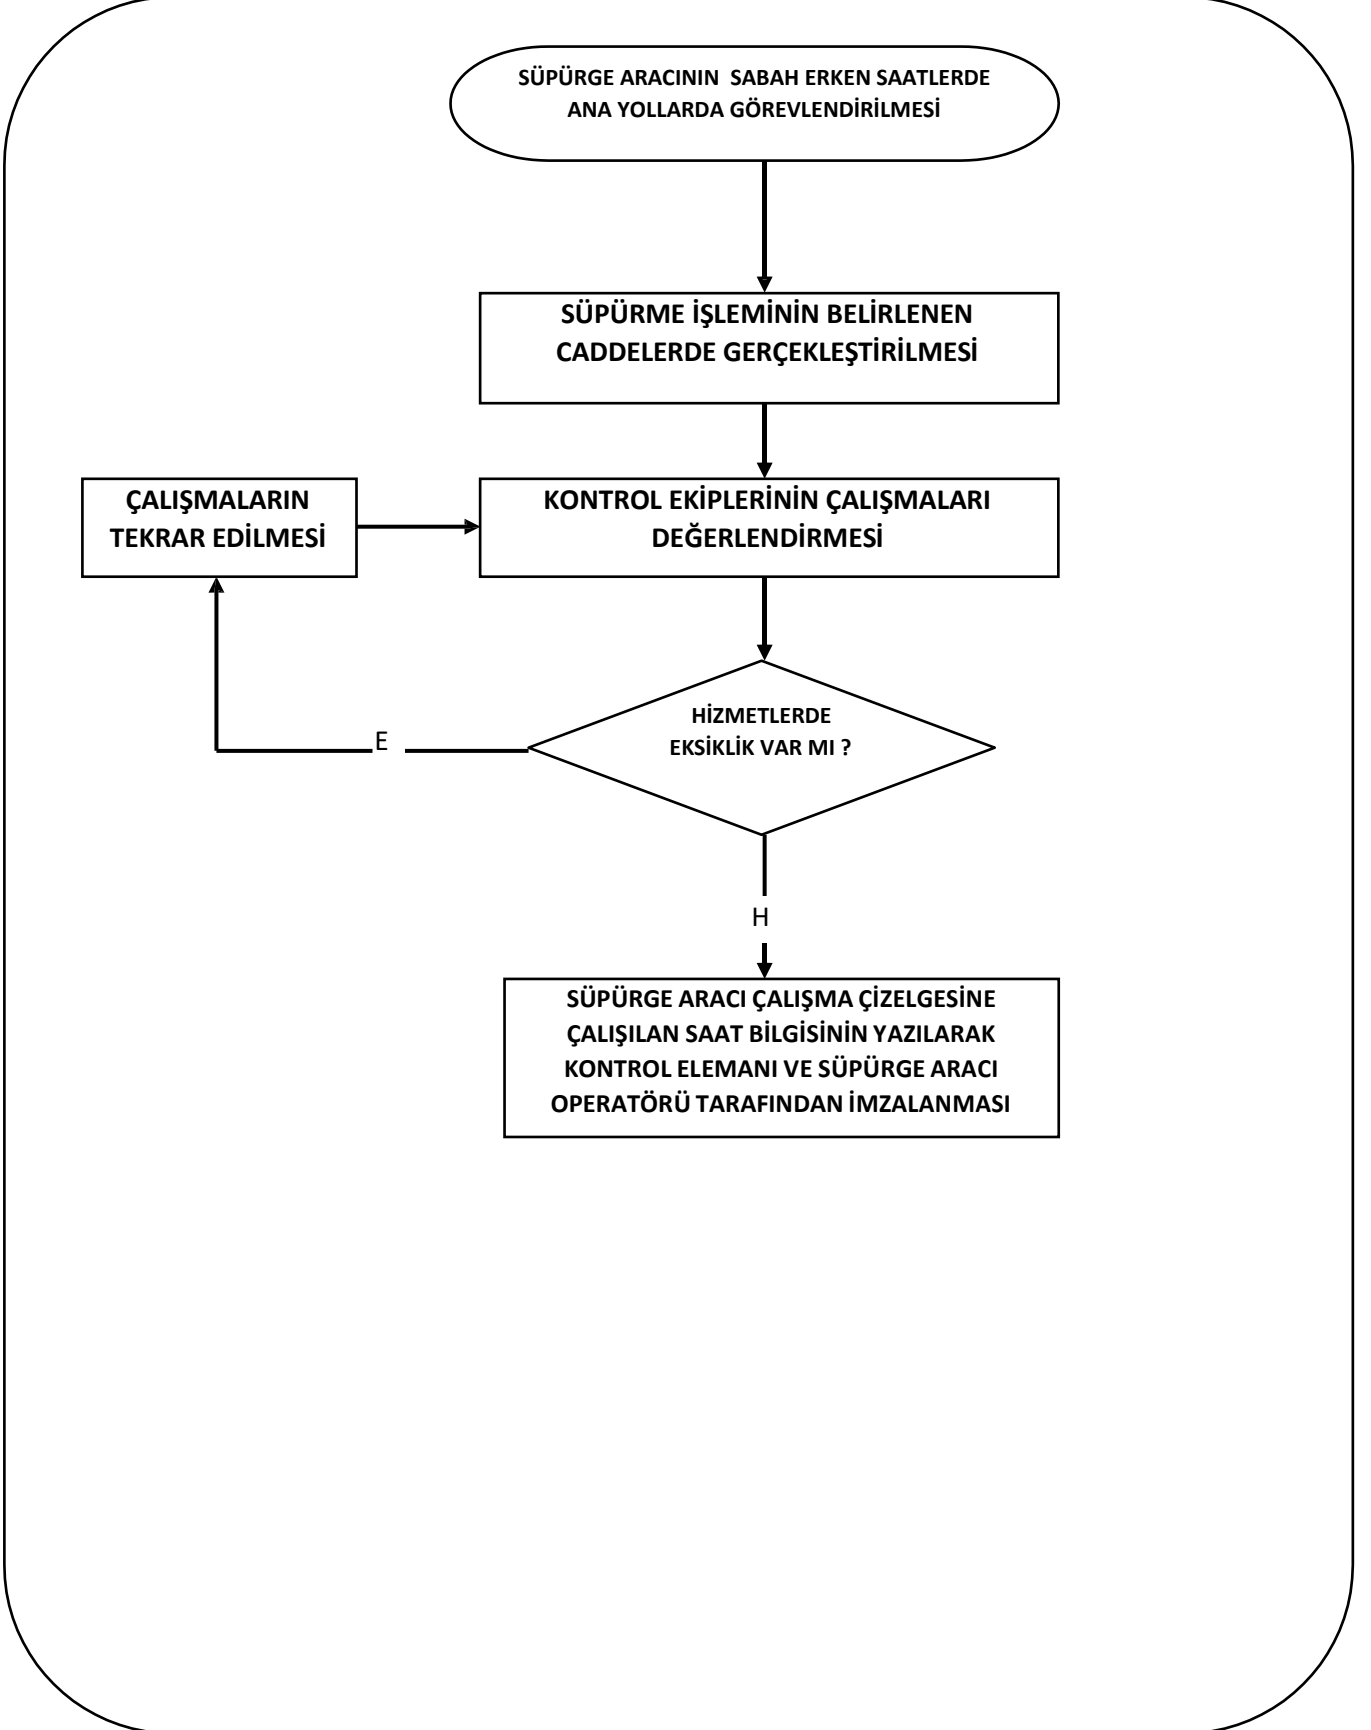 SÜPÜRGE ARACININ  SABAH ERKEN SAATLERDE
ANA YOLLARDA GÖREVLENDİRİLMESİ
SÜPÜRME İŞLEMİNİN BELİRLENEN
CADDELERDE GERÇEKLEŞTİRİLMESİ
ÇALIŞMALARIN
TEKRAR EDİLMESİ
KONTROL EKİPLERİNİN ÇALIŞMALARI
DEĞERLENDİRMESİ
HİZMETLERDE
EKSİKLİK VAR MI ?
E
H
SÜPÜRGE ARACI ÇALIŞMA ÇİZELGESİNE
ÇALIŞILAN SAAT BİLGİSİNİN YAZILARAK
KONTROL ELEMANI VE SÜPÜRGE ARACI
OPERATÖRÜ TARAFINDAN İMZALANMASI